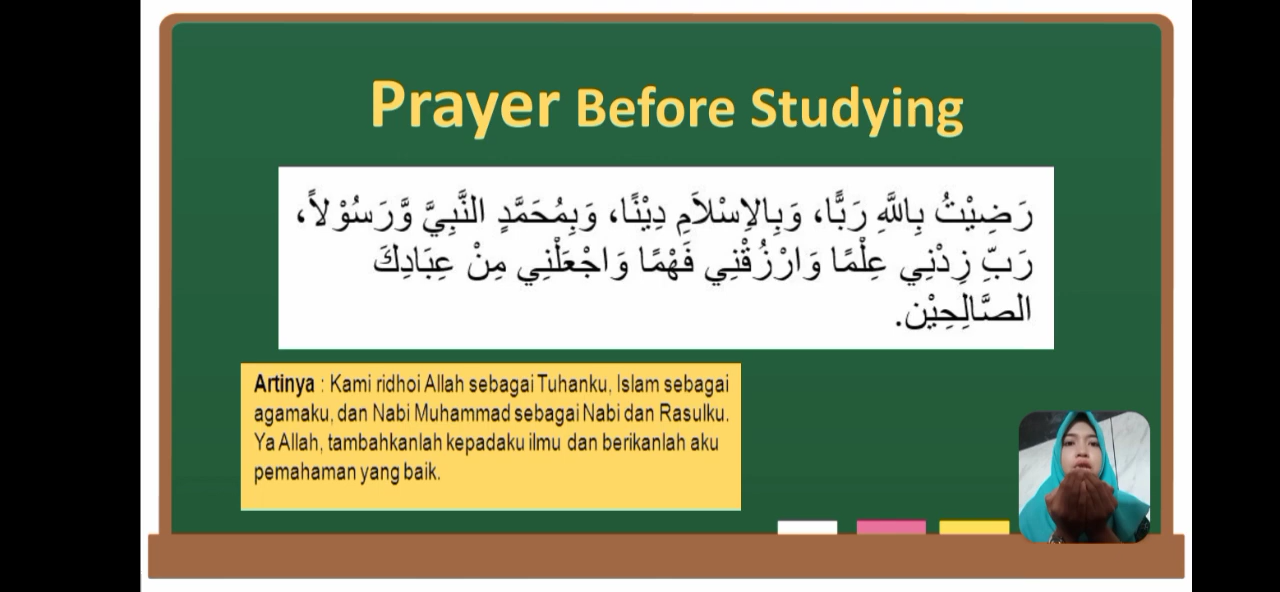 Prayer Before Studying
رَضِيْتُ بِاللَّهِ رَبًّا، وَبِالاِسْلاَمِ دِيْنًا، وَبِمُحَمَّدٍ النَّبِيَّ وَّرَسُوْلاً،
رَبِّ زِدْنِي عِلْمًا وَارْزُقْنِي فَهْمًا وَاجْعَلْنِي مِنْ عِبَادِكَ
الصَّالِحِيْن.
Artinya : Kami ridhoi Allah sebagai Tuhanku, Islam sebagai
agamaku, dan Nabi Muhammad sebagai Nabi dan Rasulku.
Ya Allah, tambahkanlah kepadaku ilmu dan berikanlah aku
pemahaman yang baik.